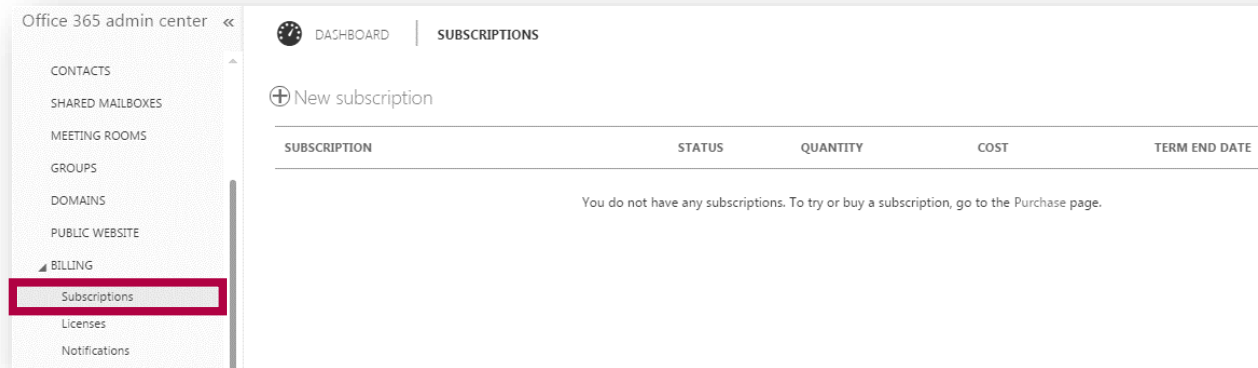 Office 365 admin center «
CONTACTS
SHARED MAILBOXES
MEETING ROOMS
GROUPS
DOMAINS
PUBLIC WEBSITE
BILLING
Subscriptions
Licenses
Notifications
DASHBOARD | SUBSCRIPTIONS
New subscription
SUBSCRIPTION STATUS QUANTITY COST TERM END DATE
You do not have any subscriptions. To try or buy a subscription, go to the Purchase page.